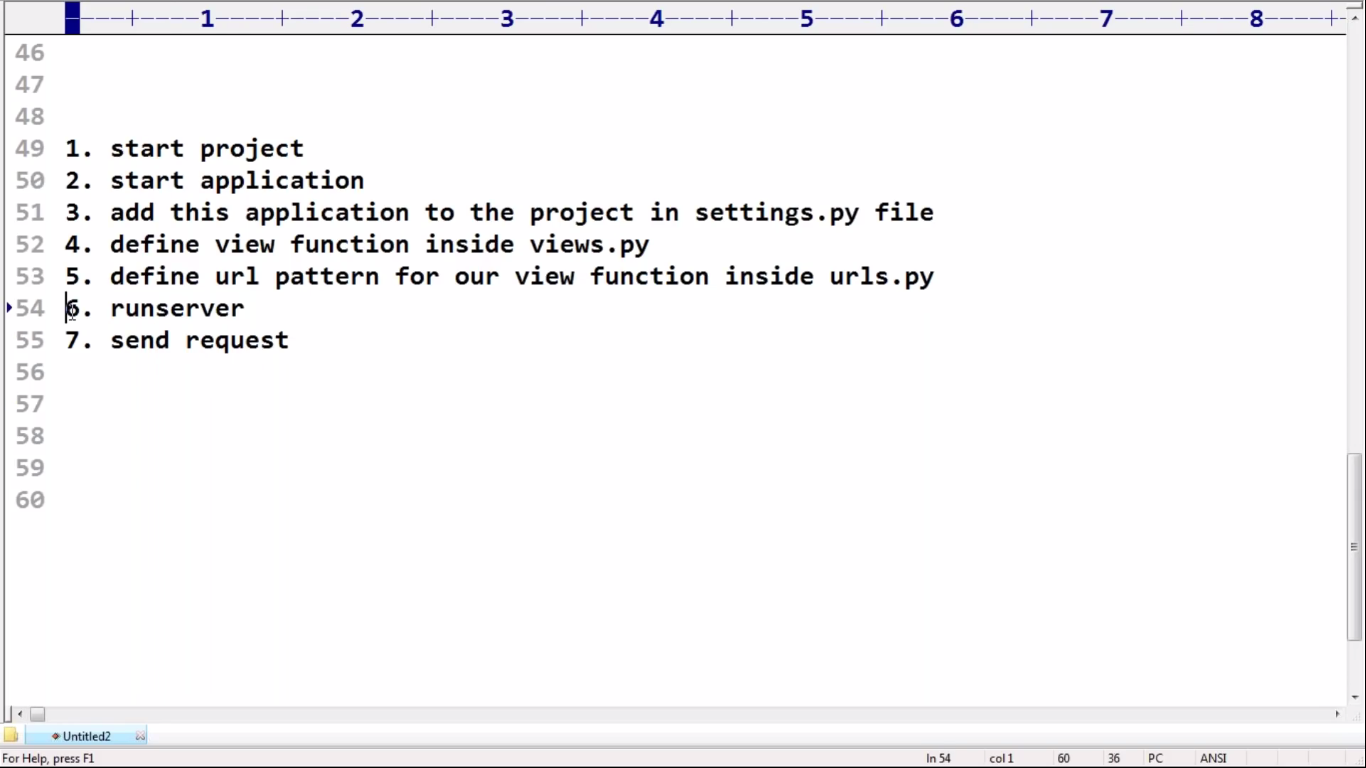 1 2 3 4 5 6 7 8
46
47
48
49 1. start project
50 2. start application
51 3. add this application to the project in settings.py file
52 4. define view function inside views.py
53 5. define url pattern for our view function inside urls.py
54 6. runserver
55 7. send request
56
57
58
59
60
Untitled2
For Help, press F1 ln 54 col 1 60 36 PC ANSI